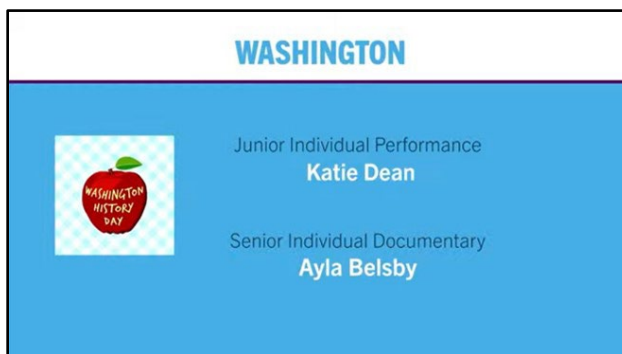 WASHINGTON
WASHINGTON
HISTORY
DAY
Junior Individual Performance
Katie Dean
Senior Individual Documentary
Ayla Belsby